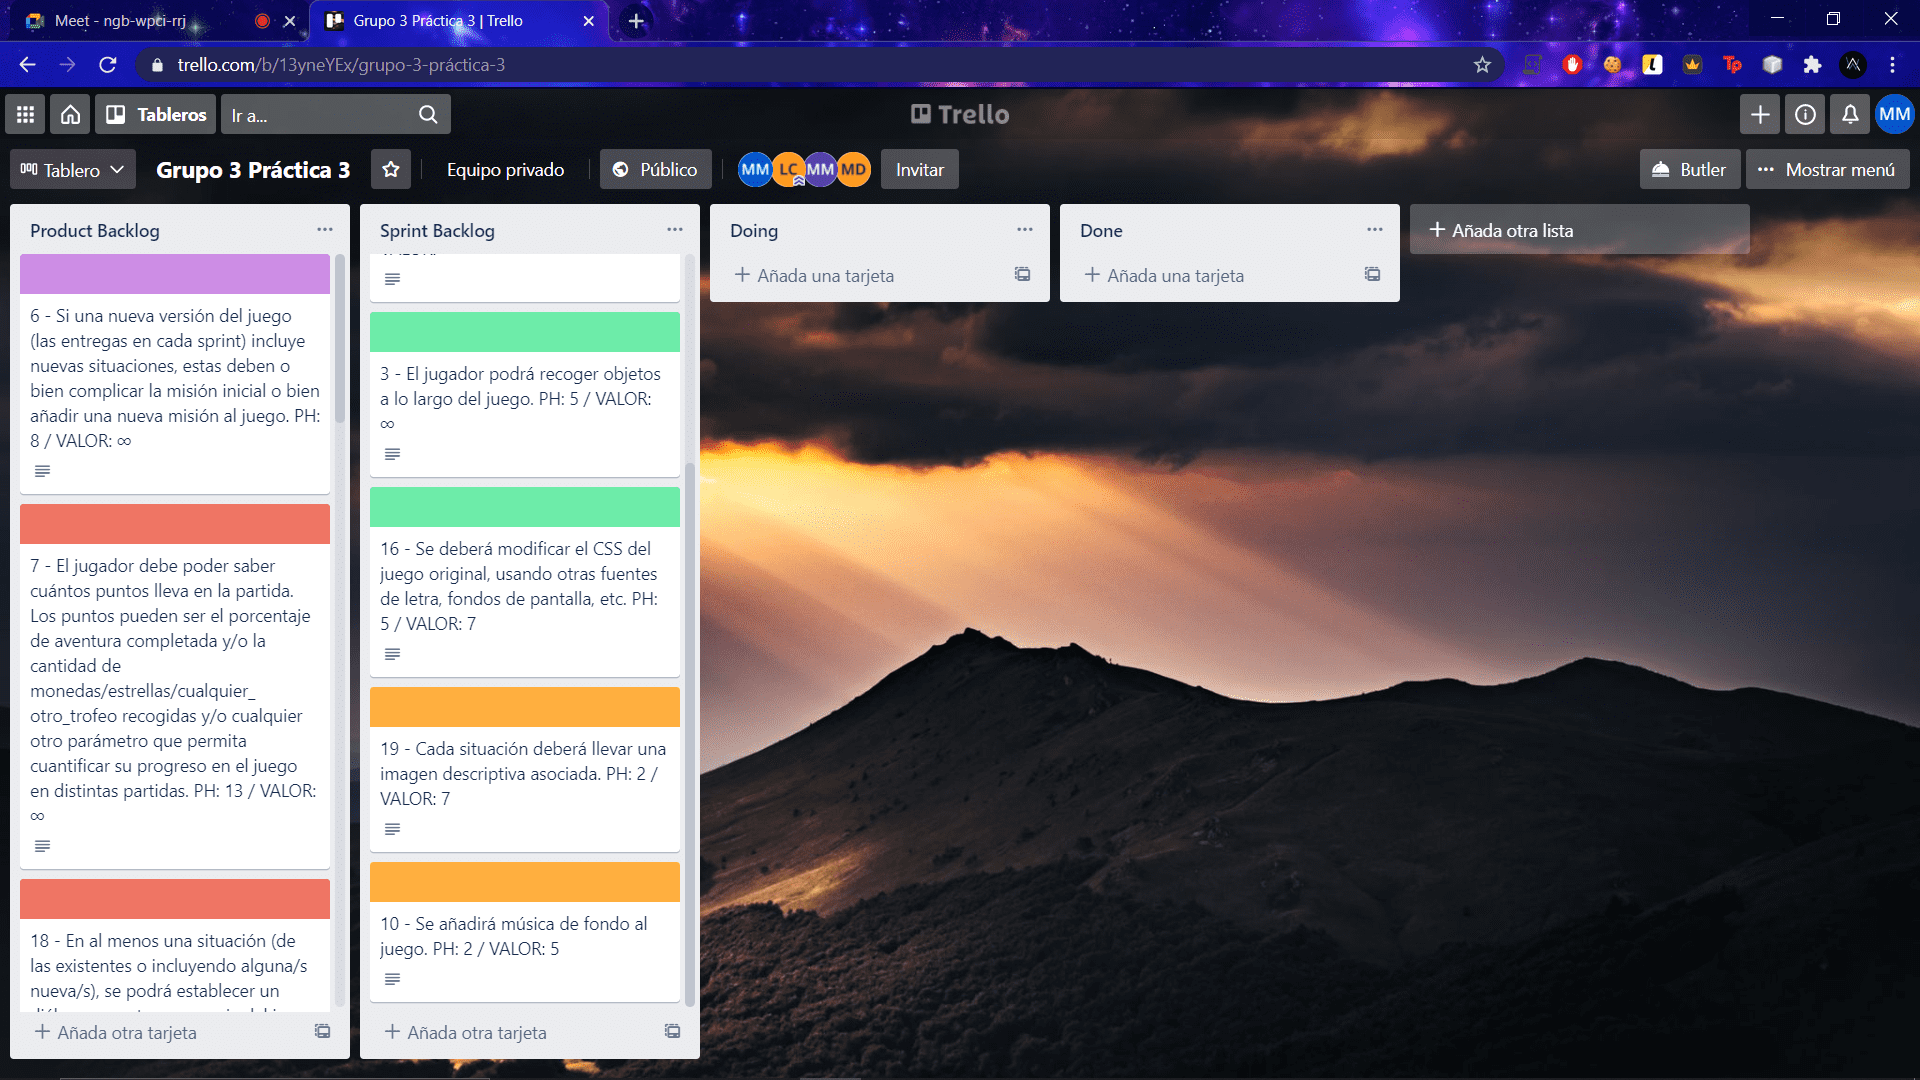 Meet - ngb-wpci-rrj
Grupo 3 Práctica 3 | Trello
trello.com/b/13yneYEx/grupo-3-práctica-3
Tp
Tableros
Ir a...
Trello
MM
Tablero
Grupo 3 Práctica 3
Equipo privado
Público
MM LC MM MD
Invitar
Butler
Mostrar menú
Product Backlog
6 - Si una nueva versión del juego
(las entregas en cada sprint) incluye
nuevas situaciones, estas deben o
bien complicar la misión inicial o bien
añadir una nueva misión al juego. PH:
8 / VALOR: ∞
7 - El jugador debe poder saber
cuántos puntos lleva en la partida.
Los puntos pueden ser el porcentaje
de aventura completada y/o la
cantidad de
monedas/estrellas/cualquier_
otro_trofeo recogidas y/o cualquier
otro parámetro que permita
cuantificar su progreso en el juego
en distintas partidas. PH: 13 / VALOR:
∞
18 - En al menos una situación (de
las existentes o incluyendo alguna/s
nueva/s), se podrá establecer un
Añada otra tarjeta
Sprint Backlog
3 - El jugador podrá recoger objetos
a lo largo del juego. PH: 5 / VALOR:
∞
16 - Se deberá modificar el CSS del
juego original, usando otras fuentes
de letra, fondos de pantalla, etc. PH:
5 / VALOR: 7
19 - Cada situación deberá llevar una
imagen descriptiva asociada. PH: 2 /
VALOR: 7
10 - Se añadirá música de fondo al
juego. PH: 2 / VALOR: 5
Añada otra tarjeta
Doing
Añada una tarjeta
Done
Añada una tarjeta
Añada otra lista